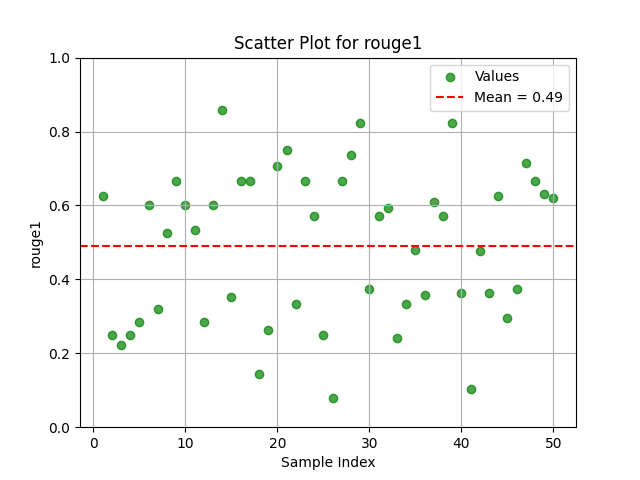 Scatter Plot for rouge1
Values
Mean = 0.49
1.0
0.8
0.6
0.4
0.2
0.0
rouge1
0 10 20 30 40 50
Sample Index